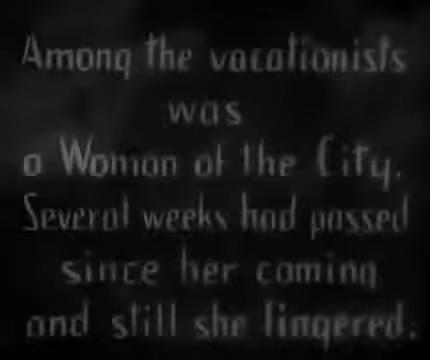 Among the vacationists
was
a Woman of the City.
Several weeks had passed
since her coming
and still she lingered.